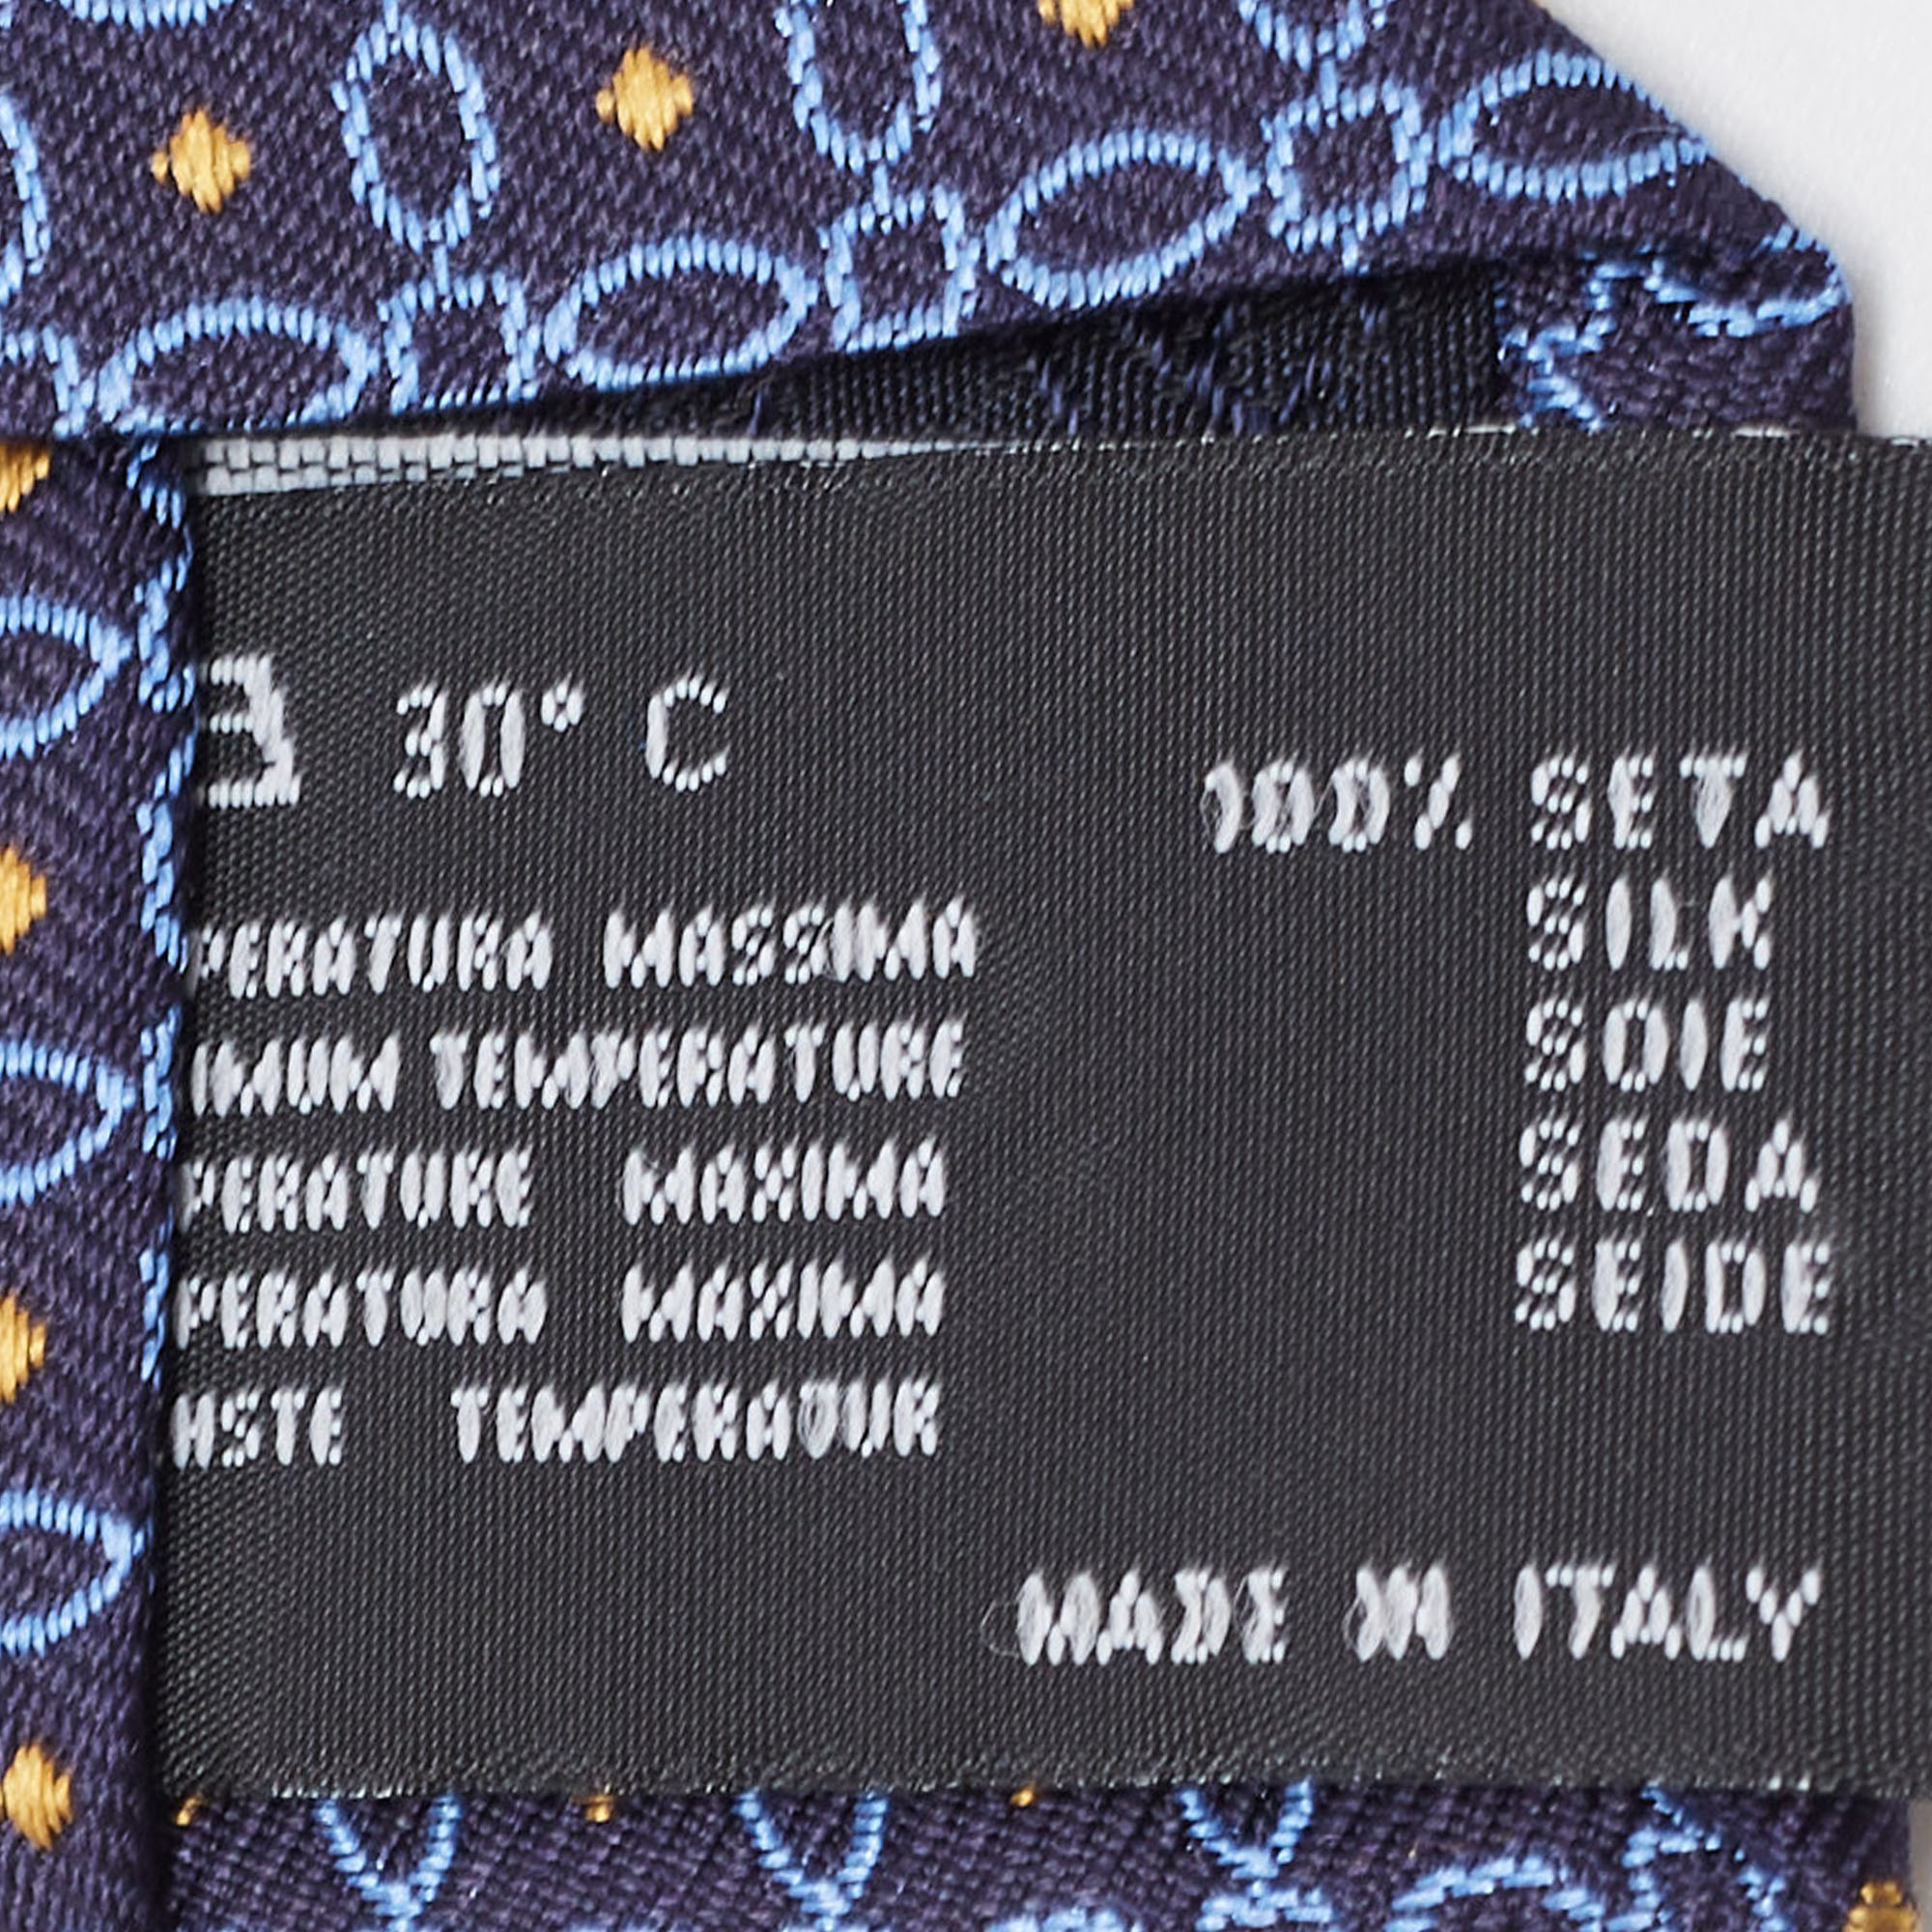 30° C
PERATURA MASSIMA
IMUM TEMPERATURE
PERATURE MAXIMA
PERATURA MAXIMA
HSTE TEMPERATUR
100% SETA
SILK
SOIE
SEDA
SEIDE
MADE IN ITALY